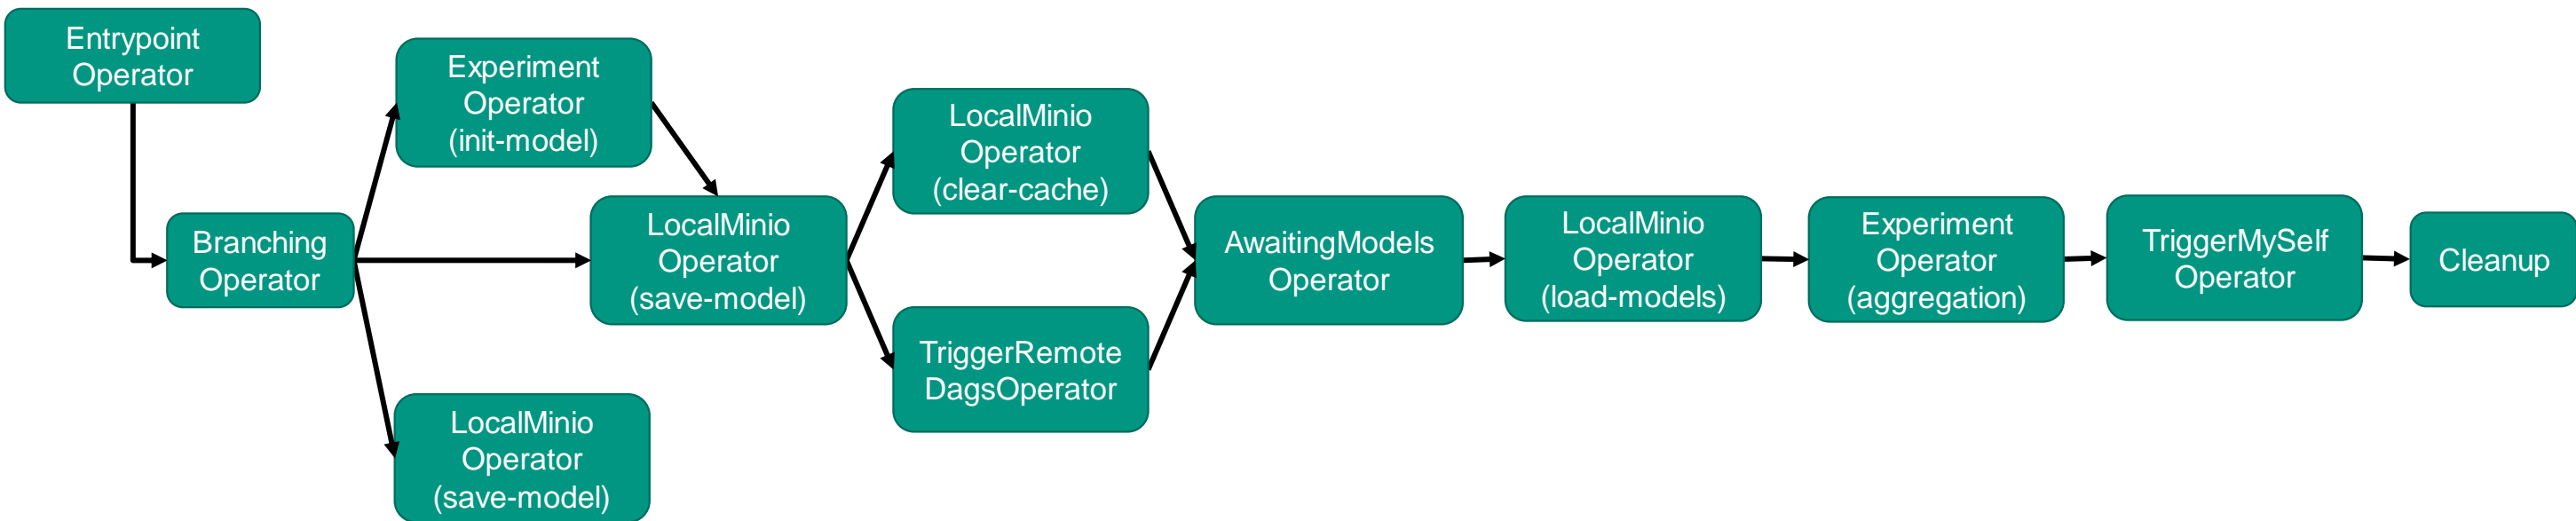 Entrypoint
Operator
Branching
Operator
Experiment
Operator
(init-model)
LocalMinio
Operator
(save-model)
LocalMinio
Operator
(save-model)
LocalMinio
Operator
(clear-cache)
TriggerRemote
DagsOperator
AwaitingModels
Operator
LocalMinio
Operator
(load-models)
Experiment
Operator
(aggregation)
TriggerMySelf
Operator
Cleanup